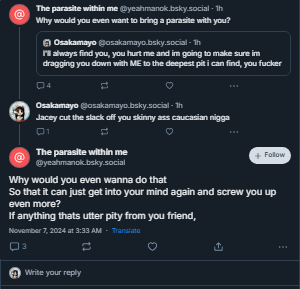 The parasite within me @yeahmanok.bsky.social · 1h
Why would you even want to bring a parasite with you?
Osakamayo @osakamayo.bsky.social · 1h
I'll always find you, you hurt me and im going to make sure im
dragging you down with ME to the deepest pit i can find, you fucker
4
Osakamayo @osakamayo.bsky.social · 1h
Jacey cut the slack off you skinny ass caucasian nigga
1
The parasite within me
@yeahmanok.bsky.social
+ Follow
Why would you even wanna do that
So that it can just get into your mind again and screw you up
even more?
If anything thats utter pity from your friend,
November 7, 2024 at 3:33 AM · Translate
3
Write your reply